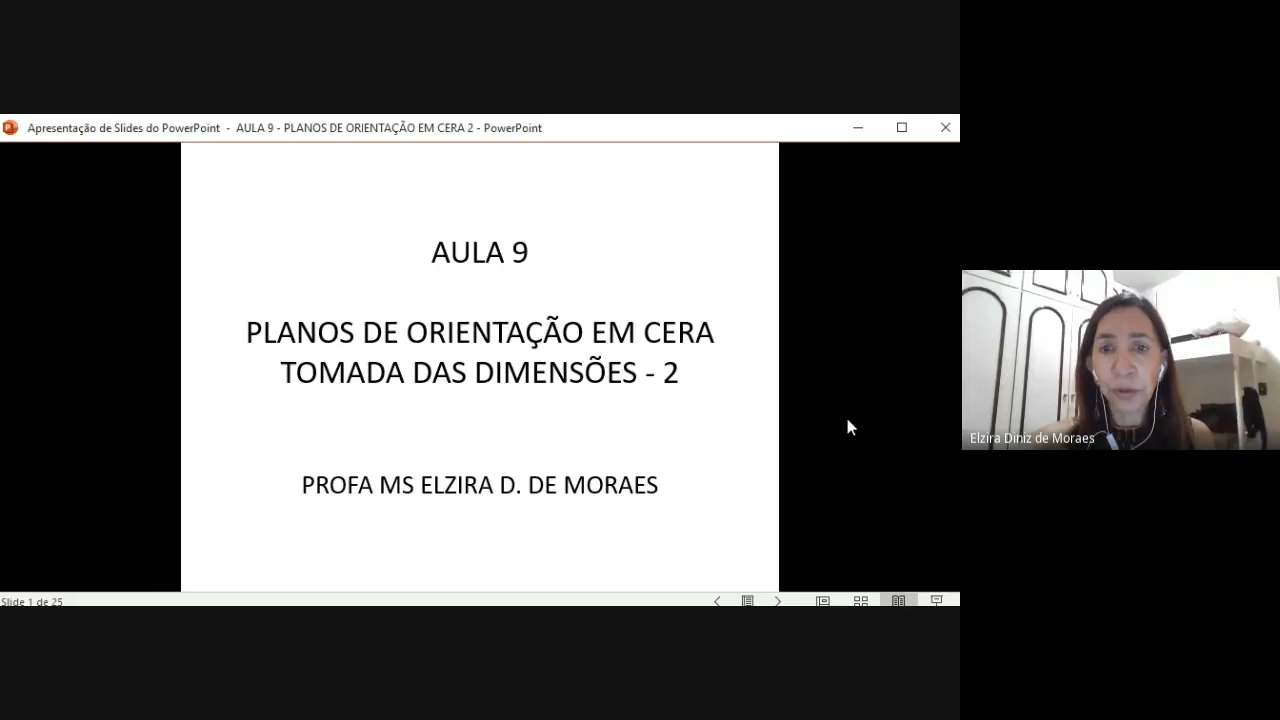 Apresentação de Slides do PowerPoint - AULA 9 - PLANOS DE ORIENTAÇÃO EM CERA 2 - PowerPoint
AULA 9
PLANOS DE ORIENTAÇÃO EM CERA
TOMADA DAS DIMENSÕES - 2
PROFA MS ELZIRA D. DE MORAES
Elzira Diniz de Moraes
Slide 1 de 25